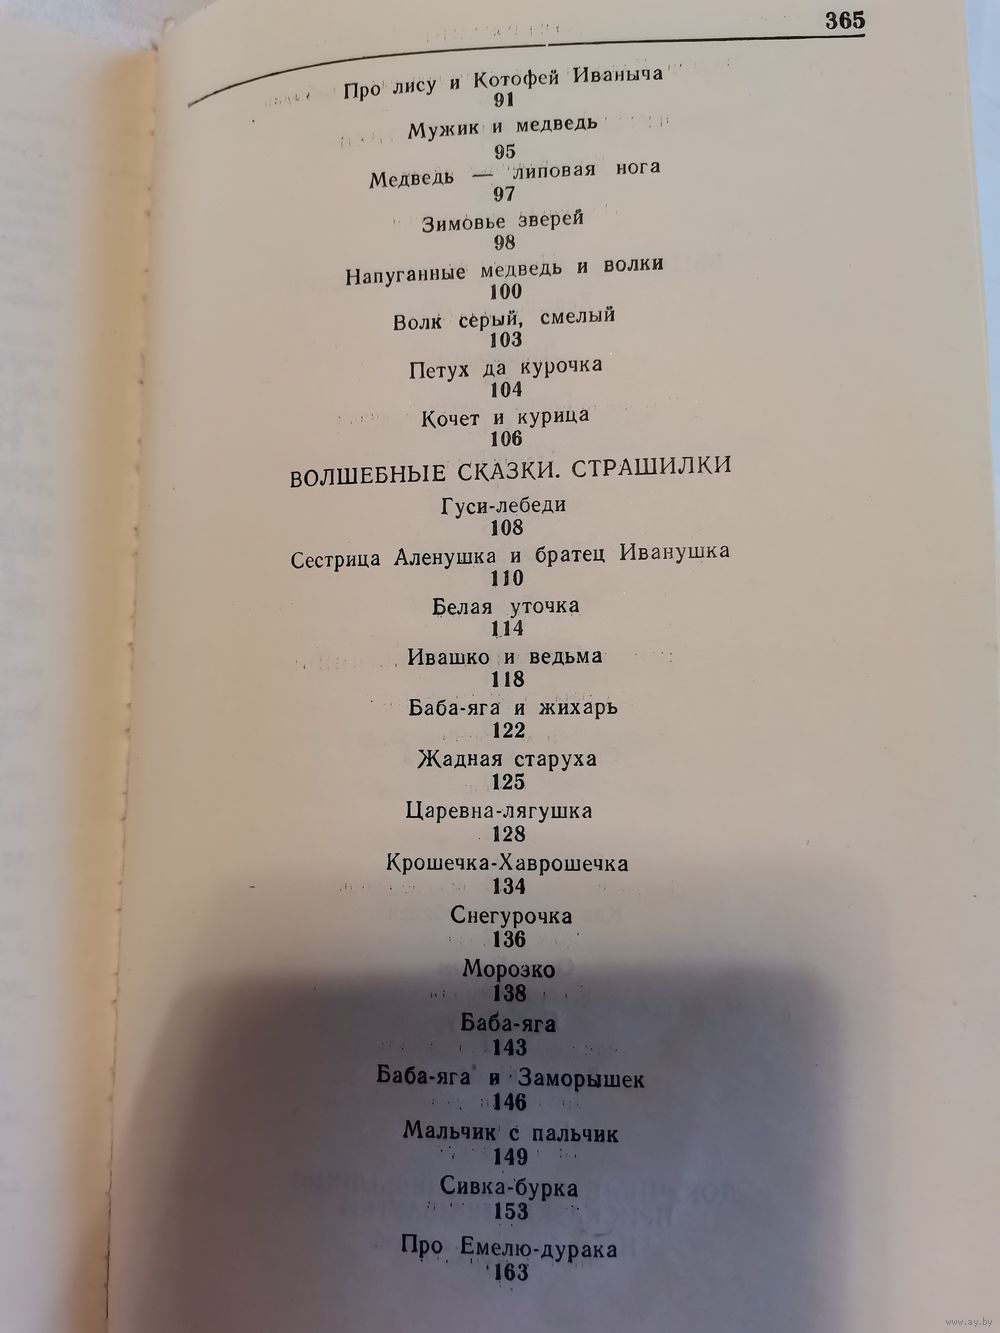 365
Про лису и Котофей Иваныча
91
Мужик и медведь
95
Медведь — липовая нога
97
Зимовье зверей
98
Напуганные медведь и волки
100
Волк серый, смелый
103
Петух да курочка
104
Кочет и курица
106
ВОЛШЕБНЫЕ СКАЗКИ. СТРАШИЛКИ
Гуси-лебеди
108
Сестрица Аленушка и братец Иванушка
110
Белая уточка
114
Ивашко и ведьма
118
Баба-яга и жихарь
122
Жадная старуха
125
Царевна-лягушка
128
Крошечка-Хаврошечка
134
Снегурочка
136
Морозко
138
Баба-яга
143
Баба-яга и Заморышек
146
Мальчик с пальчик
149
Сивка-бурка
153
Про Емелю-дурака
163
www.ay.by